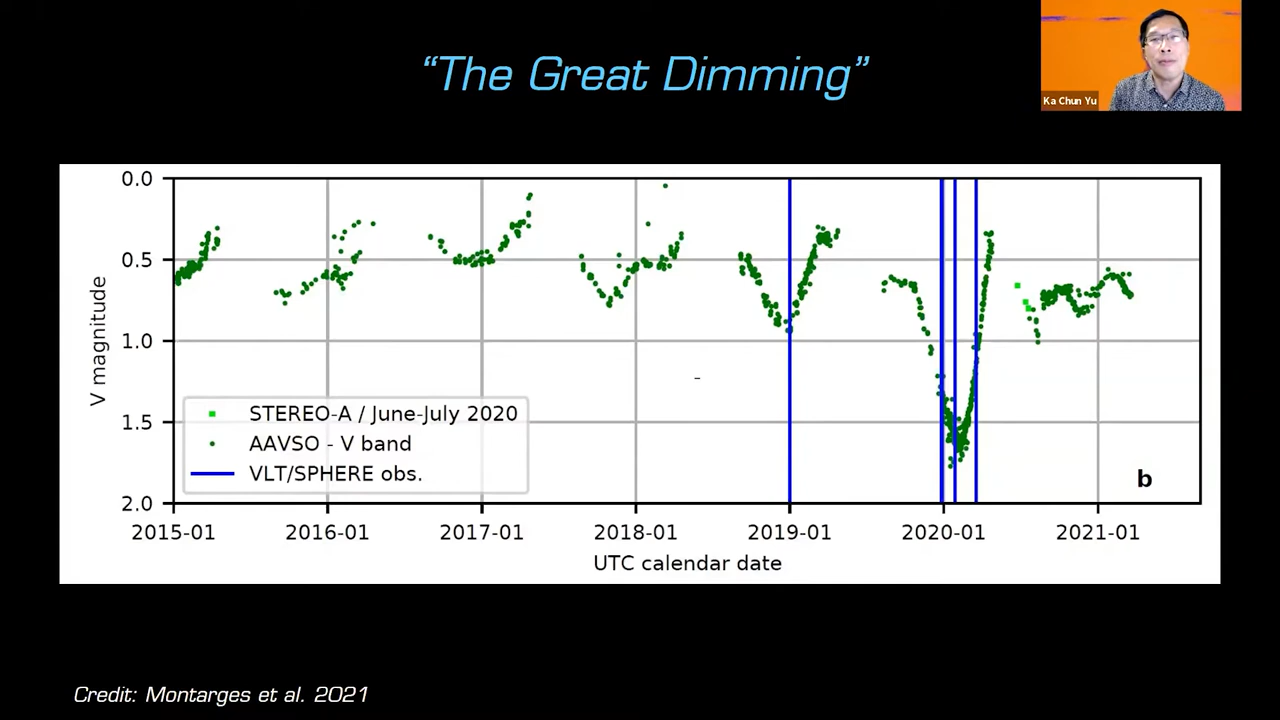 “The Great Dimming”
Ka Chun Yu
0.0
0.5
1.0
1.5
2.0
V magnitude
STEREO-A / June-July 2020
AAVSO - V band
VLT/SPHERE obs.
b
2015-01 2016-01 2017-01 2018-01 2019-01 2020-01 2021-01
UTC calendar date
Credit: Montarges et al. 2021